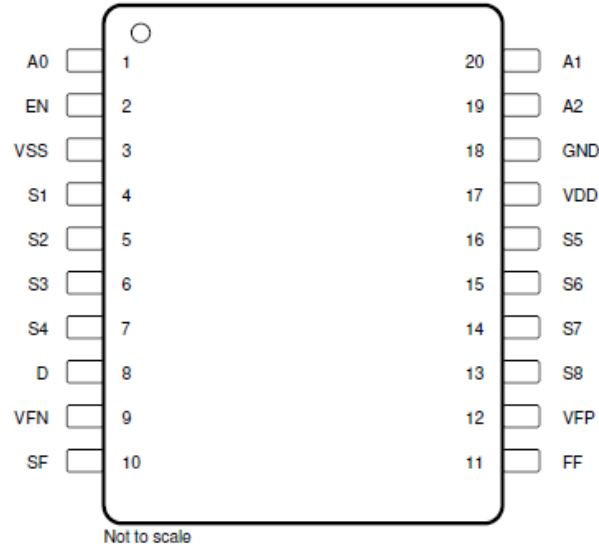 A0 1 20 A1
EN 2 19 A2
VSS 3 18 GND
S1 4 17 VDD
S2 5 16 S5
S3 6 15 S6
S4 7 14 S7
D 8 13 S8
VFN 9 12 VFP
SF 10 11 FF
Not to scale